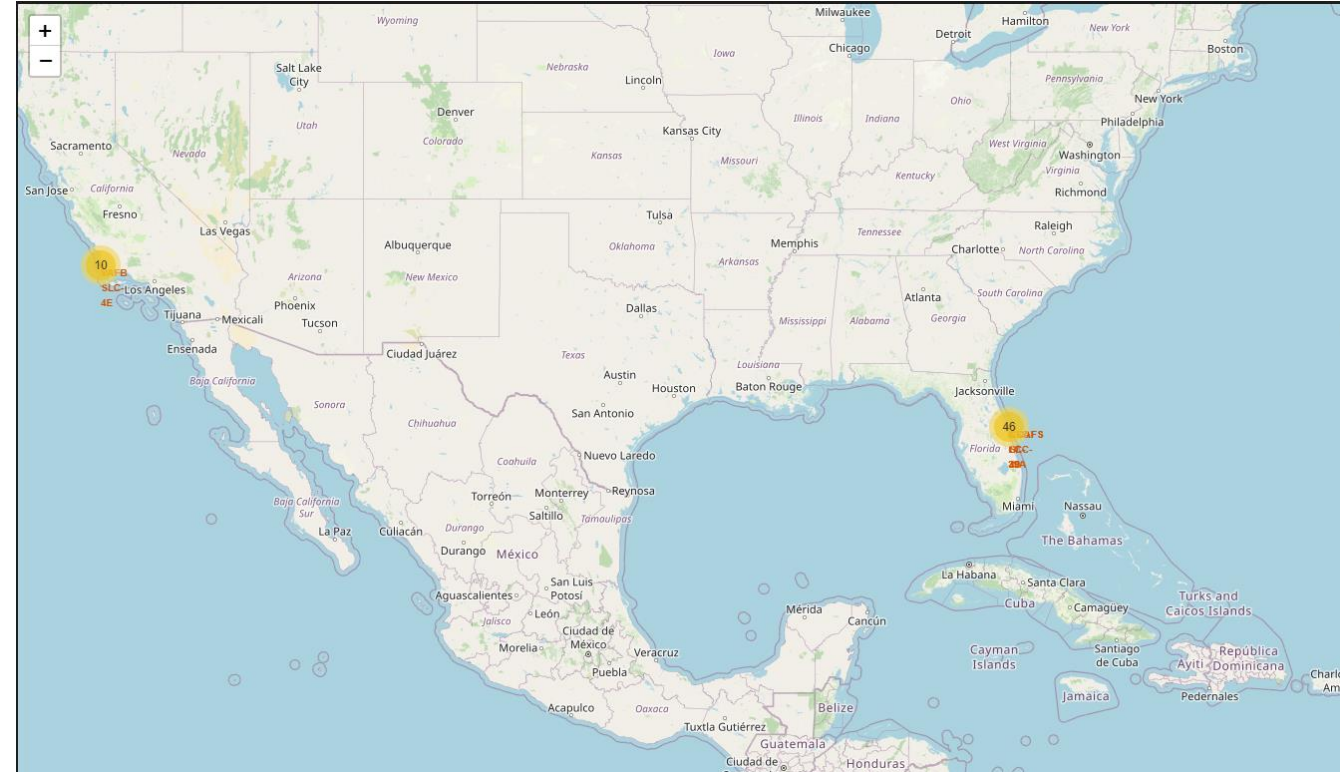 +
−
Wyoming
Milwaukee
Hamilton
New York
Detroit
Chicago
Boston
Iowa
Salt Lake
City
Nebraska
Lincoln
Pennsylvania
New York
Ohio
Denver
Utah
Illinois
Indiana
Philadelphia
Kansas City
Sacramento
Colorado
Nevada
Kansas
Missouri
West Virginia
Washington
Virginia
San Jose
California
Kentucky
Richmond
Fresno
Las Vegas
Tulsa
Raleigh
Tennessee
Albuquerque
Oklahoma
Memphis
Charlotte
North Carolina
10
Arkansas
Arizona
New Mexico
SLC-
Los Angeles
4E
Atlanta
South Carolina
Phoenix
Tijuana
Mexicali
Tucson
Dallas
Mississippi
Alabama
Georgia
Ensenada
Ciudad Juárez
Texas
Louisiana
Baja California
Austin
Houston
Baton Rouge
Jacksonville
Sonora
San Antonio
Chihuahua
46
Florida
Nuevo Laredo
Coahuila
Torreón
Monterrey
Reynosa
Baja California
Sur
Saltillo
Tamaulipas
Miami
Nassau
La Paz
Culiacán
Durango
Durango
México
The Bahamas
La Habana
Santa Clara
San Luis
Potosí
Aguascalientes
Cuba
Camagüey
Turks and
Caicos Islands
León
Jalisco
Mérida
Cancún
Ciudad de
México
Morelia
Veracruz
Cayman
Islands
Santiago
de Cuba
Ayiti
República
Dominicana
Puebla
Jamaica
Pedernales
Acapulco
Oaxaca
Belize
Tuxtla Gutiérrez
Guatemala
Ciudad de
Honduras